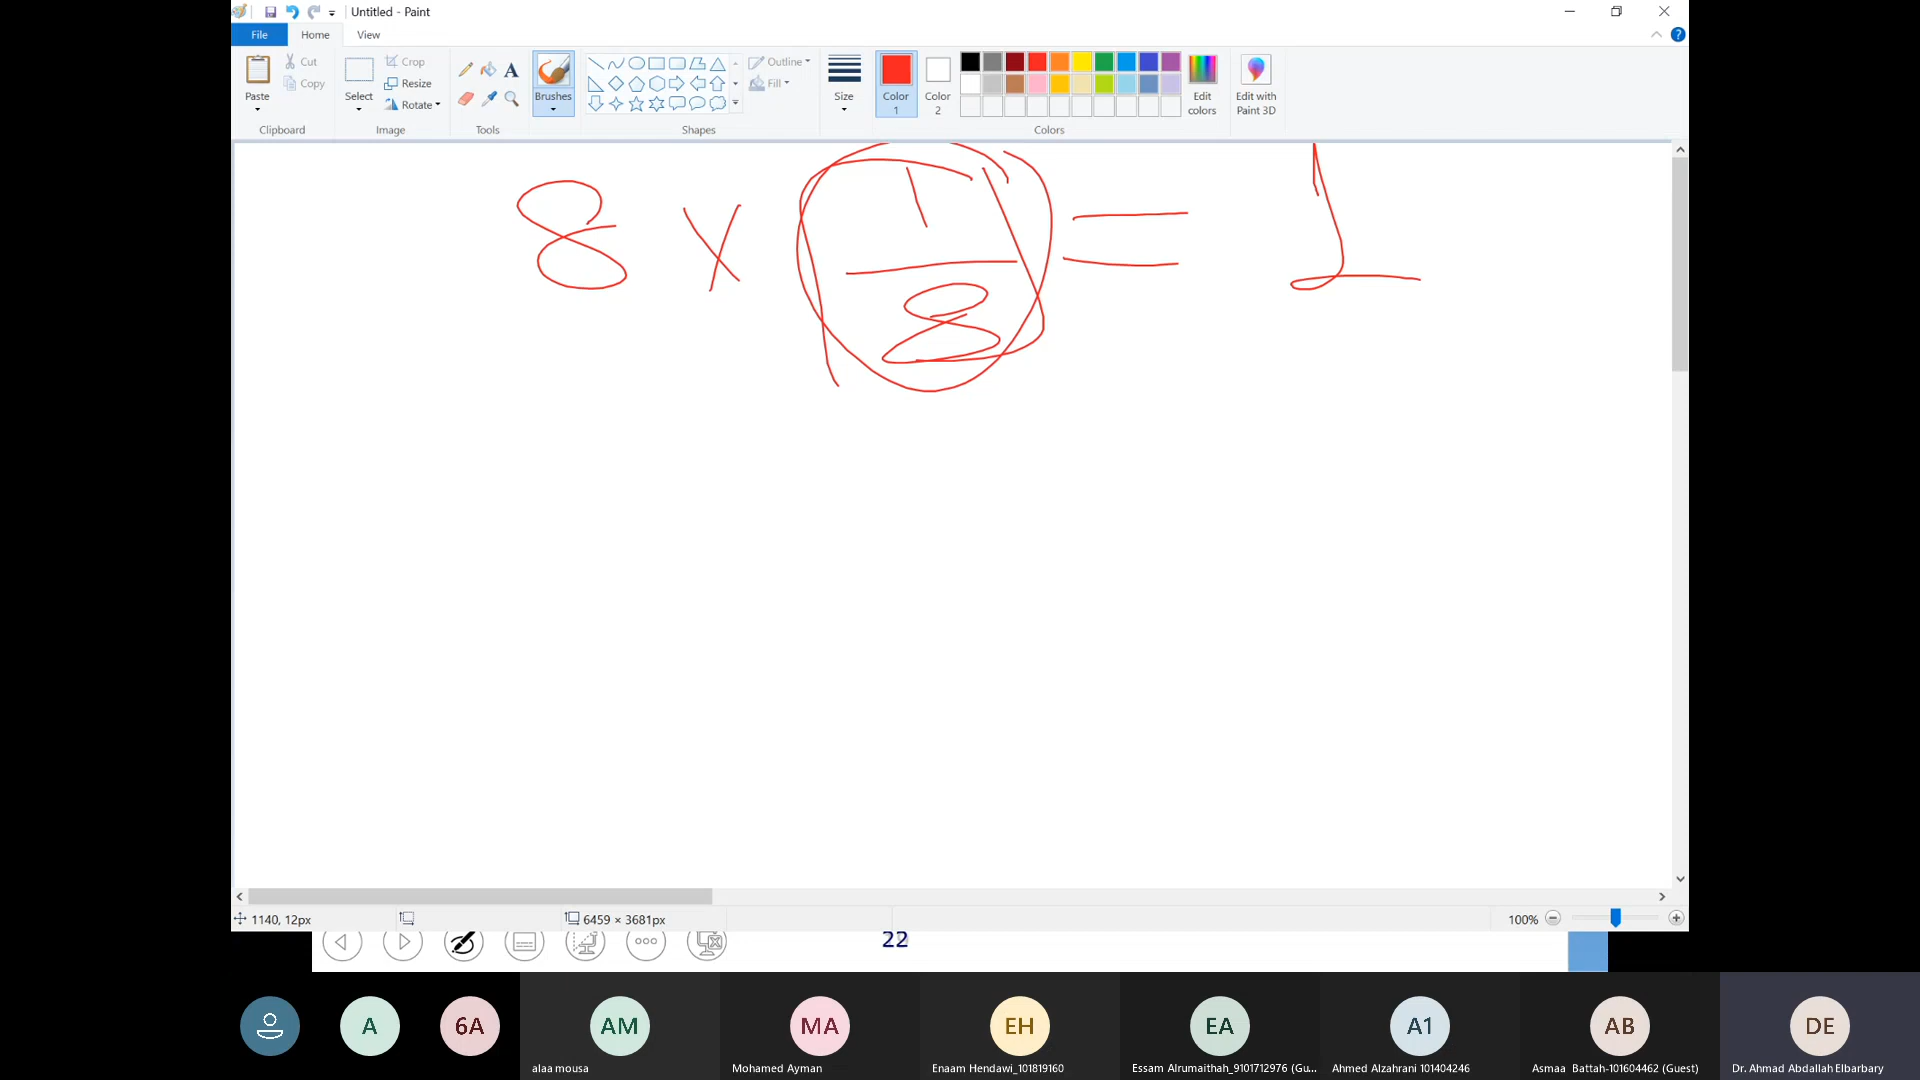 Untitled - Paint
File Home View
Paste
Cut
Copy
Clipboard
Select
Crop
Resize
Rotate
Image
A
Tools
Brushes
Outline
Fill
Shapes
Size
Color 1
Color 2
Edit colors
Edit with Paint 3D
Colors
8 x 1/8 = 1
1140, 12px
6459 × 3681px
100%
22
A
6A
AM
MA
EH
EA
A1
AB
DE
alaa mousa
Mohamed Ayman
Enaam Hendawi_101819160
Essam Alrumaithah_9101712976 (Gu...
Ahmed Alzahrani 101404246
Asmaa Battah-101604462 (Guest)
Dr. Ahmad Abdallah Elbarbary